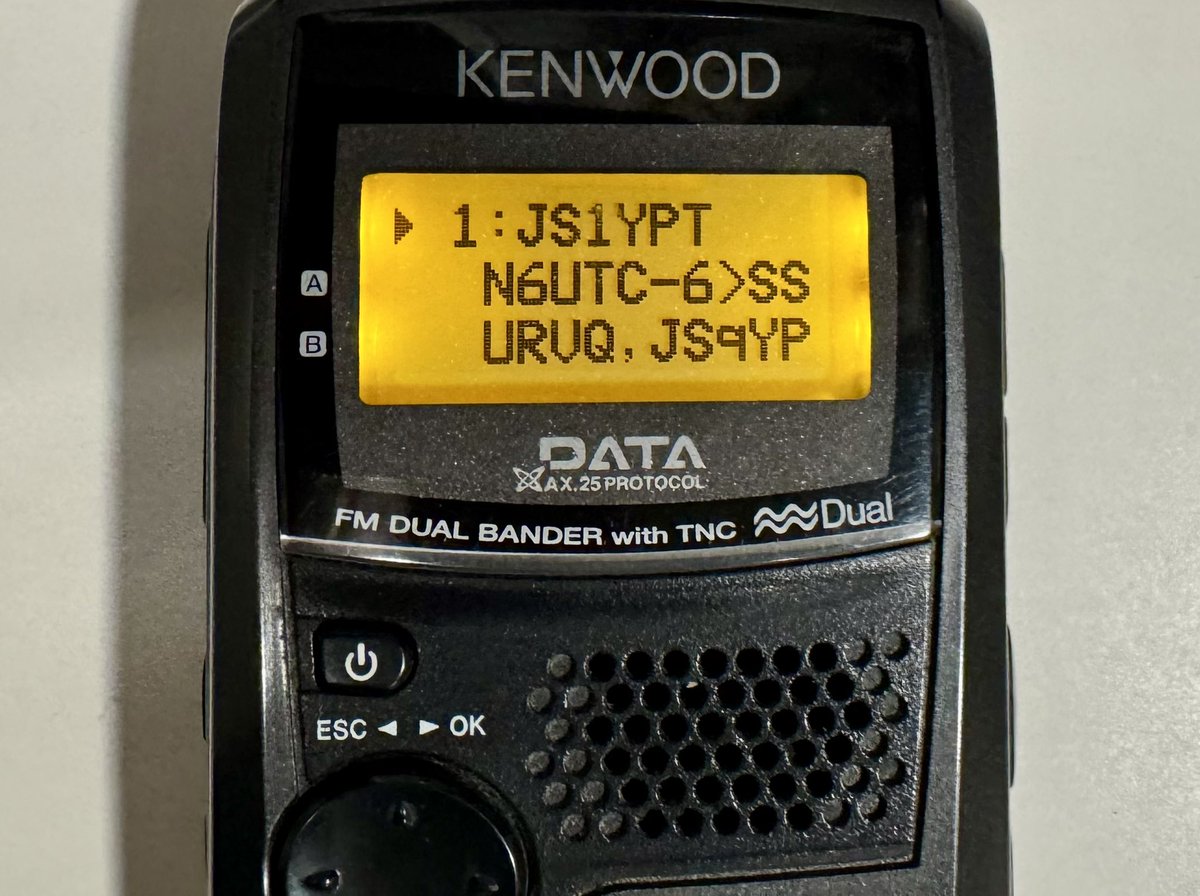 KENWOOD
1:JS1YPT
A
N6UTC-6>SS
B
URVQ,JSqYP
DATA
AX.25 PROTOCOL
FM DUAL BANDER with TNC Dual
ESC ◄ ► OK